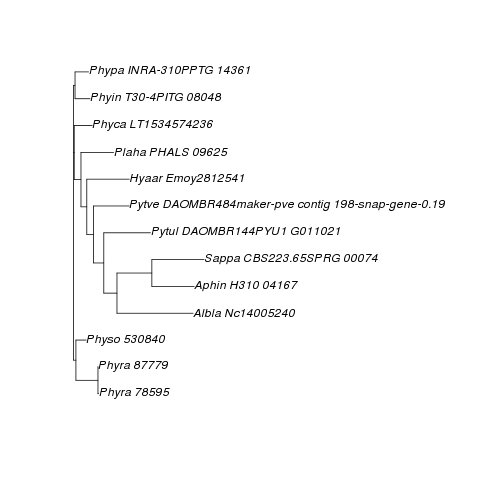 Phypa INRA-310PPTG 14361
Phyin T30-4PITG 08048
Phyca LT1534574236
Plaha PHALS 09625
Hyaar Emoy2812541
Pytve DAOMBR484maker-pve contig 198-snap-gene-0.19
Pytul DAOMBR144PYU1 G011021
Sappa CBS223.65SPRG 00074
Aphin H310 04167
Albla Nc14005240
Physo 530840
Phyra 87779
Phyra 78595